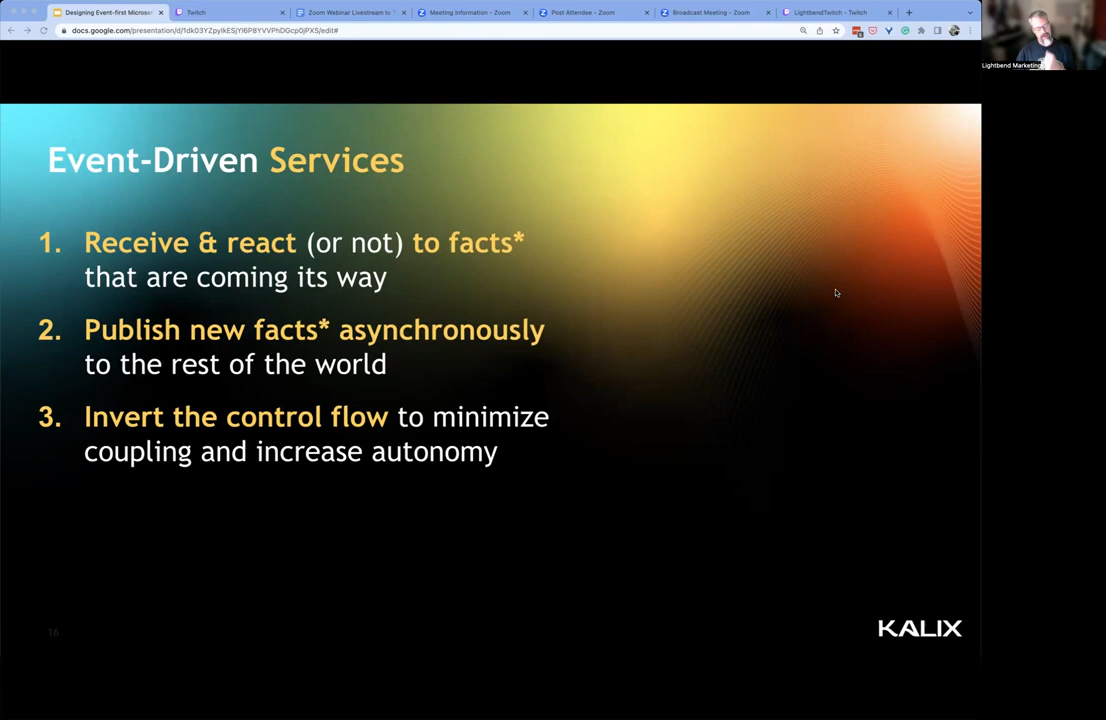 Designing Event-first Microse
Twitch
Zoom Webinar Livestream to
Meeting Information - Zoom
Post Attendee - Zoom
Broadcast Meeting - Zoom
LightbendTwitch - Twitch
Lightbend Marketing
Event-Driven Services
1. Receive & react (or not) to facts*
that are coming its way
2. Publish new facts* asynchronously
to the rest of the world
3. Invert the control flow to minimize
coupling and increase autonomy
16
KALIX